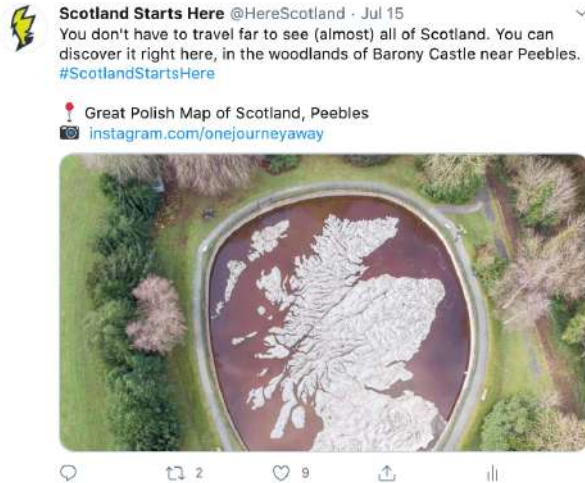 Scotland Starts Here @HereScotland · Jul 15
You don't have to travel far to see (almost) all of Scotland. You can
discover it right here, in the woodlands of Barony Castle near Peebles.
#ScotlandStartsHere
📍 Great Polish Map of Scotland, Peebles
📷 instagram.com/onejourneyaway
2 9